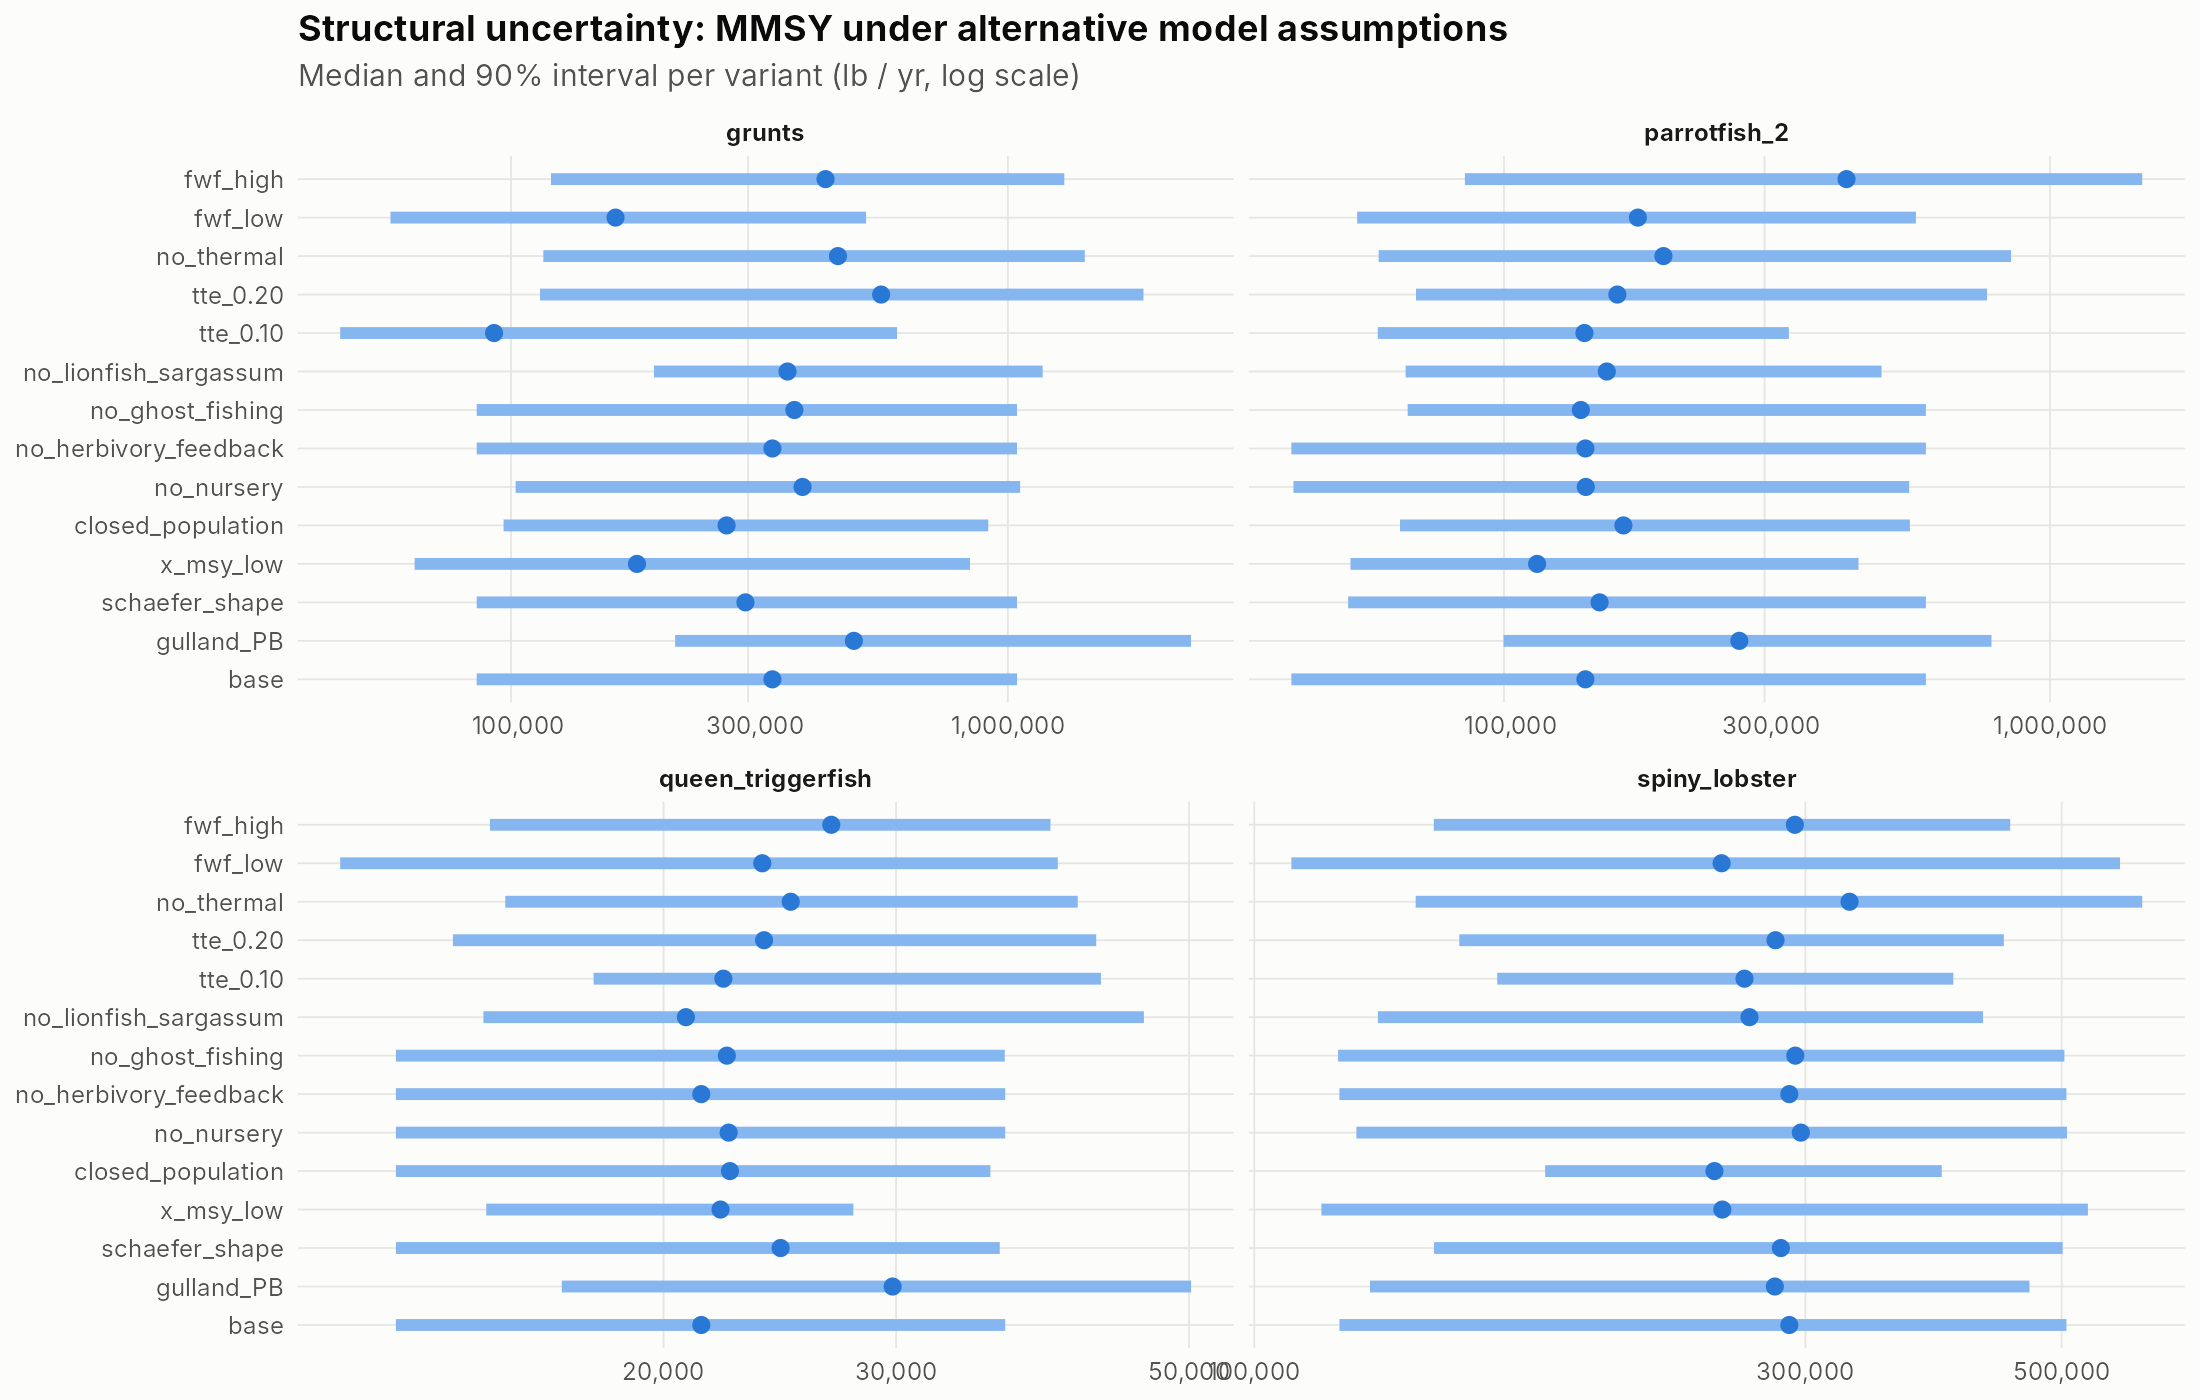 Structural uncertainty: MMSY under alternative model assumptions
Median and 90% interval per variant (lb / yr, log scale)
grunts
parrotfish_2
fwf_high
fwf_low
no_thermal
tte_0.20
tte_0.10
no_lionfish_sargassum
no_ghost_fishing
no_herbivory_feedback
no_nursery
closed_population
x_msy_low
schaefer_shape
gulland_PB
base
100,000 300,000 1,000,000 100,000 300,000 1,000,000
queen_triggerfish
spiny_lobster
fwf_high
fwf_low
no_thermal
tte_0.20
tte_0.10
no_lionfish_sargassum
no_ghost_fishing
no_herbivory_feedback
no_nursery
closed_population
x_msy_low
schaefer_shape
gulland_PB
base
20,000 30,000 50,000 100,000 300,000 500,000